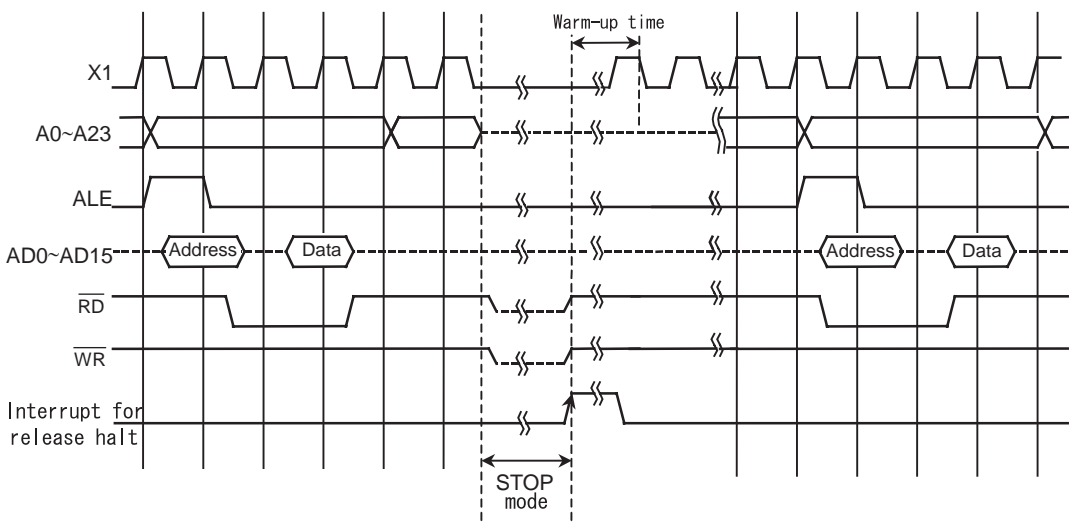 Warm-up time
X1
A0~A23
ALE
AD0~AD15
Address
Data
Address
Data
RD
WR
Interrupt for
release halt
STOP
mode